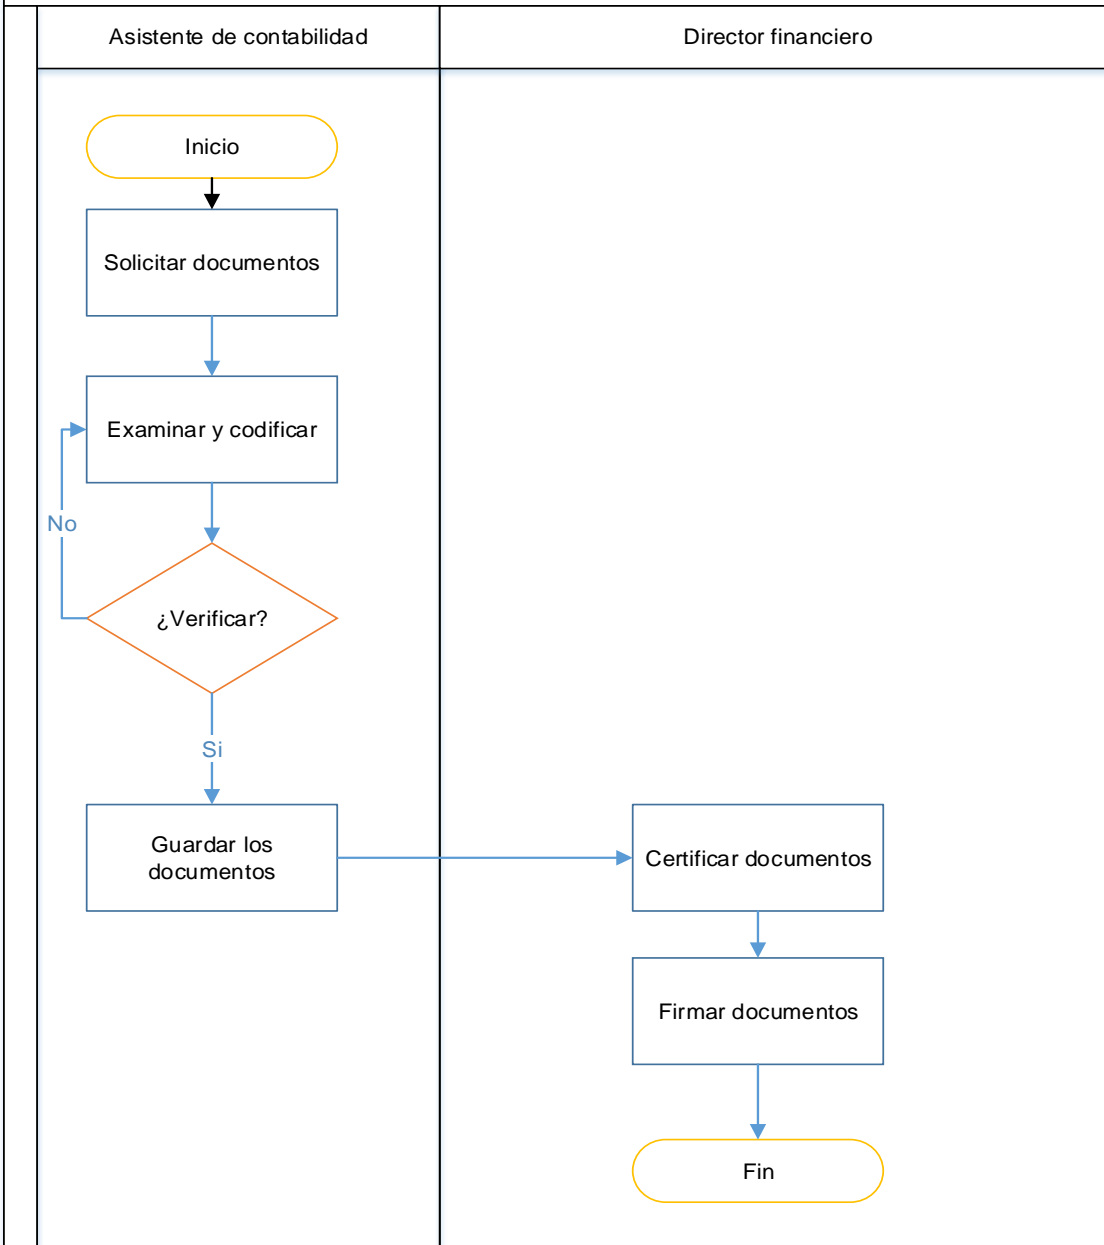 Asistente de contabilidad
Director financiero
Inicio
Solicitar documentos
Examinar y codificar
No
¿Verificar?
Si
Guardar los
documentos
Certificar documentos
Firmar documentos
Fin